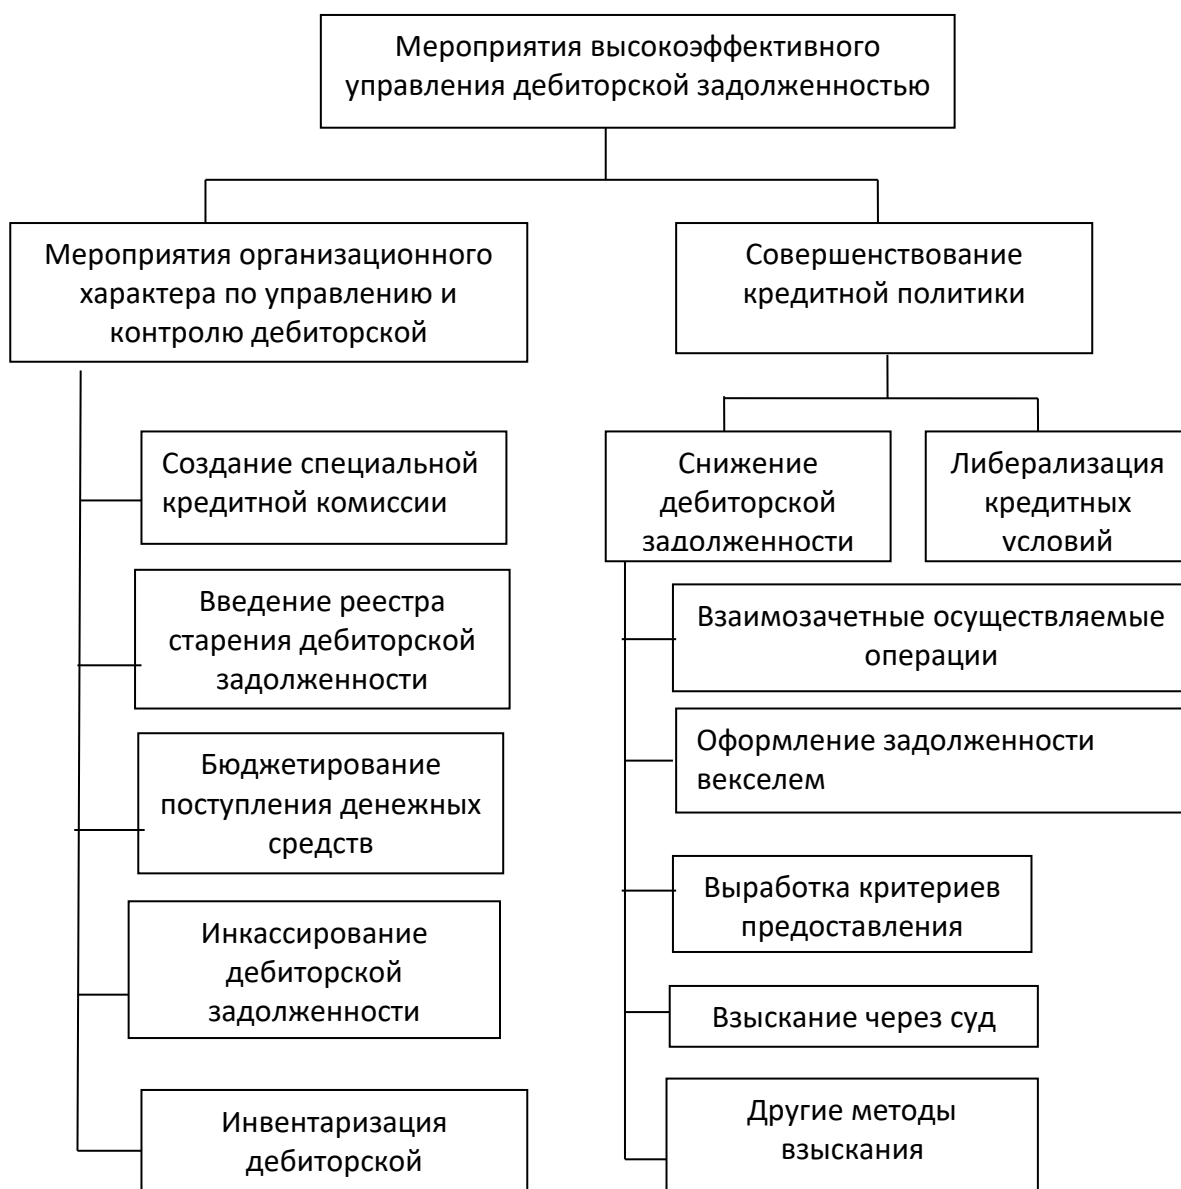 Мероприятия высокоэффективного
управления дебиторской задолженностью
Мероприятия организационного
характера по управлению и
контролю дебиторской
Совершенствование
кредитной политики
Создание специальной
кредитной комиссии
Введение реестра
старения дебиторской
задолженности
Бюджетирование
поступления денежных
средств
Инкассирование
дебиторской
задолженности
Инвентаризация
дебиторской
Снижение
дебиторской
задолженности
Либерализация
кредитных
условий
Взаимозачетные осуществляемые
операции
Оформление задолженности
векселем
Выработка критериев
предоставления
Взыскание через суд
Другие методы
взыскания